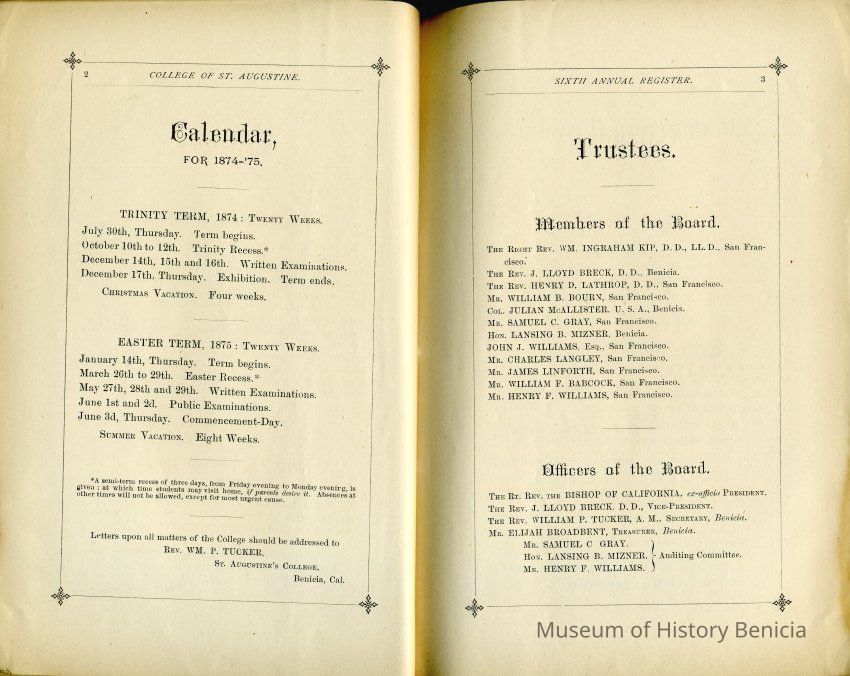 2 COLLEGE OF ST. AUGUSTINE.
Calendar,
FOR 1874-'75.
TRINITY TERM, 1874 : TWENTY WEEKS.
July 30th, Thursday. Term begins.
October 10th to 12th. Trinity Recess.*
December 14th, 15th and 16th. Written Examinations.
December 17th. Thursday. Exhibition. Term ends.
CHRISTMAS VACATION. Four weeks.
EASTER TERM, 1875 : TWENTY WEEKS.
January 14th, Thursday. Term begins.
March 26th to 29th. Easter Recess.*
May 27th, 28th and 29th. Written Examinations.
June 1st and 2d. Public Examinations.
June 3d, Thursday. Commencement-Day.
SUMMER VACATION. Eight Weeks.
*A semi-term recess of three days, from Friday evening to Monday evening, is
given ; at which time students may visit home, if parents desire it. Absences at
other times will not be allowed, except for most urgent cause.
Letters upon all matters of the College should be addressed to
REV. WM. P. TUCKER,
ST. AUGUSTINE'S COLLEGE,
Benicia, Cal.
SIXTH ANNUAL REGISTER. 3
Trustees.
Members of the Board.
THE RIGHT REV. WM. INGRAHAM KIP, D. D., LL. D., San Fran-
cisco.
THE REV. J. LLOYD BRECK, D. D., Benicia.
THE REV. HENRY D. LATHROP, D. D., San Francisco.
MR. WILLIAM B. BOURN, San Francisco.
COL. JULIAN McALLISTER. U. S. A., Benicia.
MR. SAMUEL C. GRAY, San Francisco.
HON. LANSING B. MIZNER, Benicia.
JOHN J. WILLIAMS, ESQ., San Francisco.
MR. CHARLES LANGLEY, San Francisco.
MR. JAMES LINFORTH, San Francisco.
MR. WILLIAM F. BABCOCK, San Francisco.
MR. HENRY F. WILLIAMS, San Francisco.
Officers of the Board.
THE RT. REV. THE BISHOP OF CALIFORNIA, ex-officio PRESIDENT.
THE REV. J. LLOYD BRECK. D. D., VICE-PRESIDENT.
THE REV. WILLIAM P. TUCKER, A. M., SECRETARY, Benicia.
MR. ELIJAH BROADBENT, TREASURER, Benicia.
MR. SAMUEL C GRAY.
HON. LANSING B. MIZNER. } Auditing Committee.
MR. HENRY F. WILLIAMS.
Museum of History Benicia